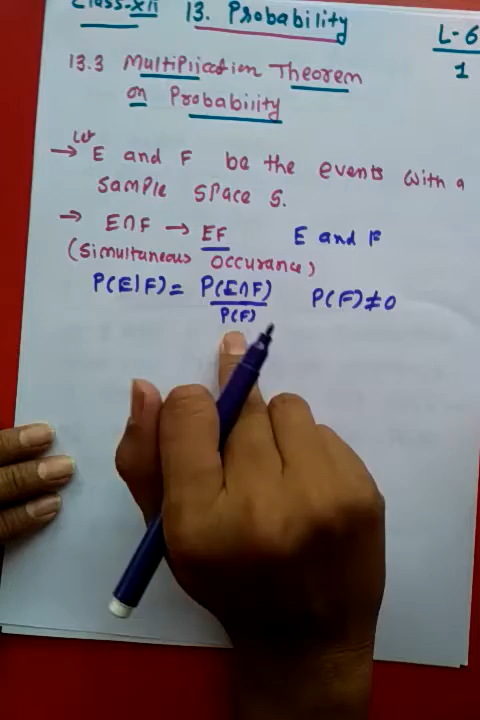 Class-XII 13. Probability
L-6
1
13.3 Multiplication Theorem
on Probability
→ Let E and F be the events with a
Sample Space S.
→ E∩F → EF E and F
(Simultaneous Occurance)
P(E|F) = P(E∩F) P(F)≠0
P(F)